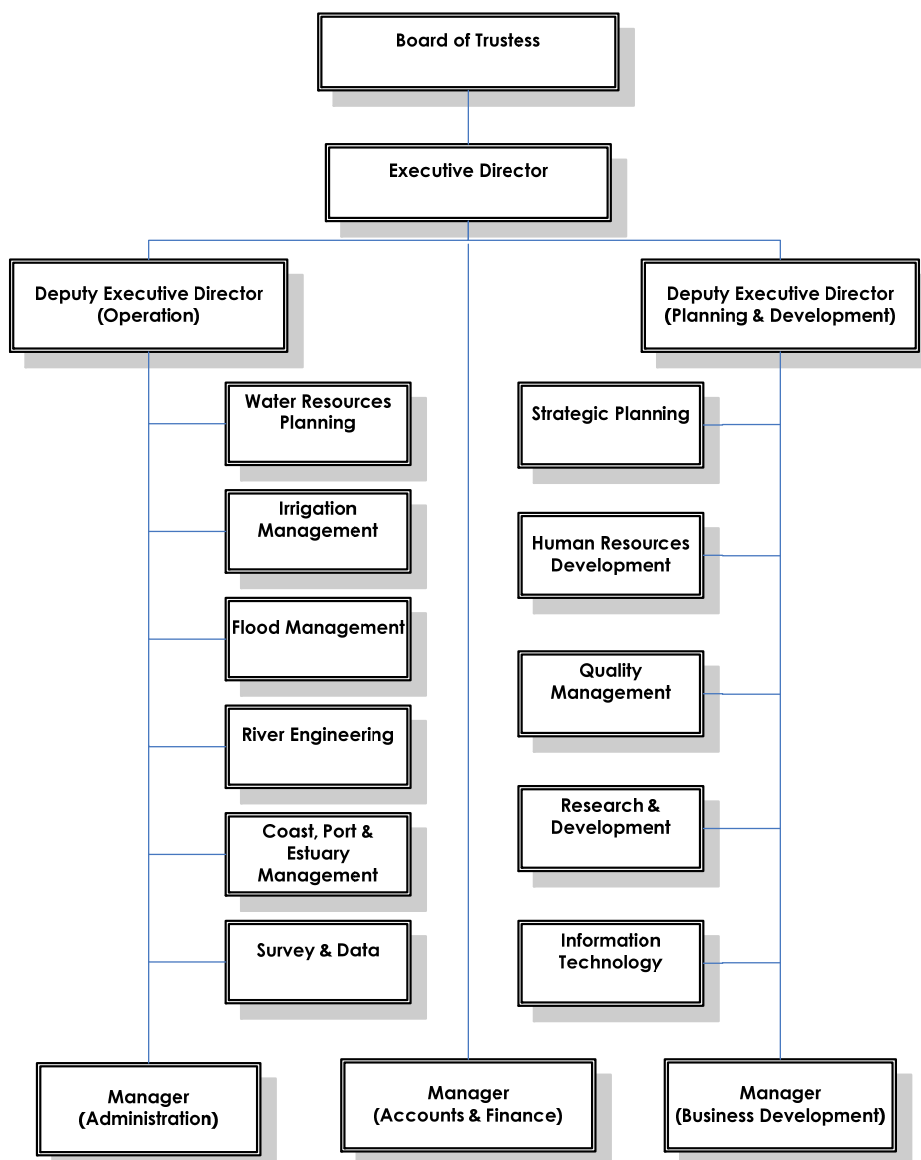 Board of Trustess
Executive Director
Deputy Executive Director
(Operation)
Deputy Executive Director
(Planning & Development)
Water Resources
Planning
Irrigation
Management
Flood Management
River Engineering
Coast, Port &
Estuary
Management
Survey & Data
Strategic Planning
Human Resources
Development
Quality
Management
Research &
Development
Information
Technology
Manager
(Administration)
Manager
(Accounts & Finance)
Manager
(Business Development)